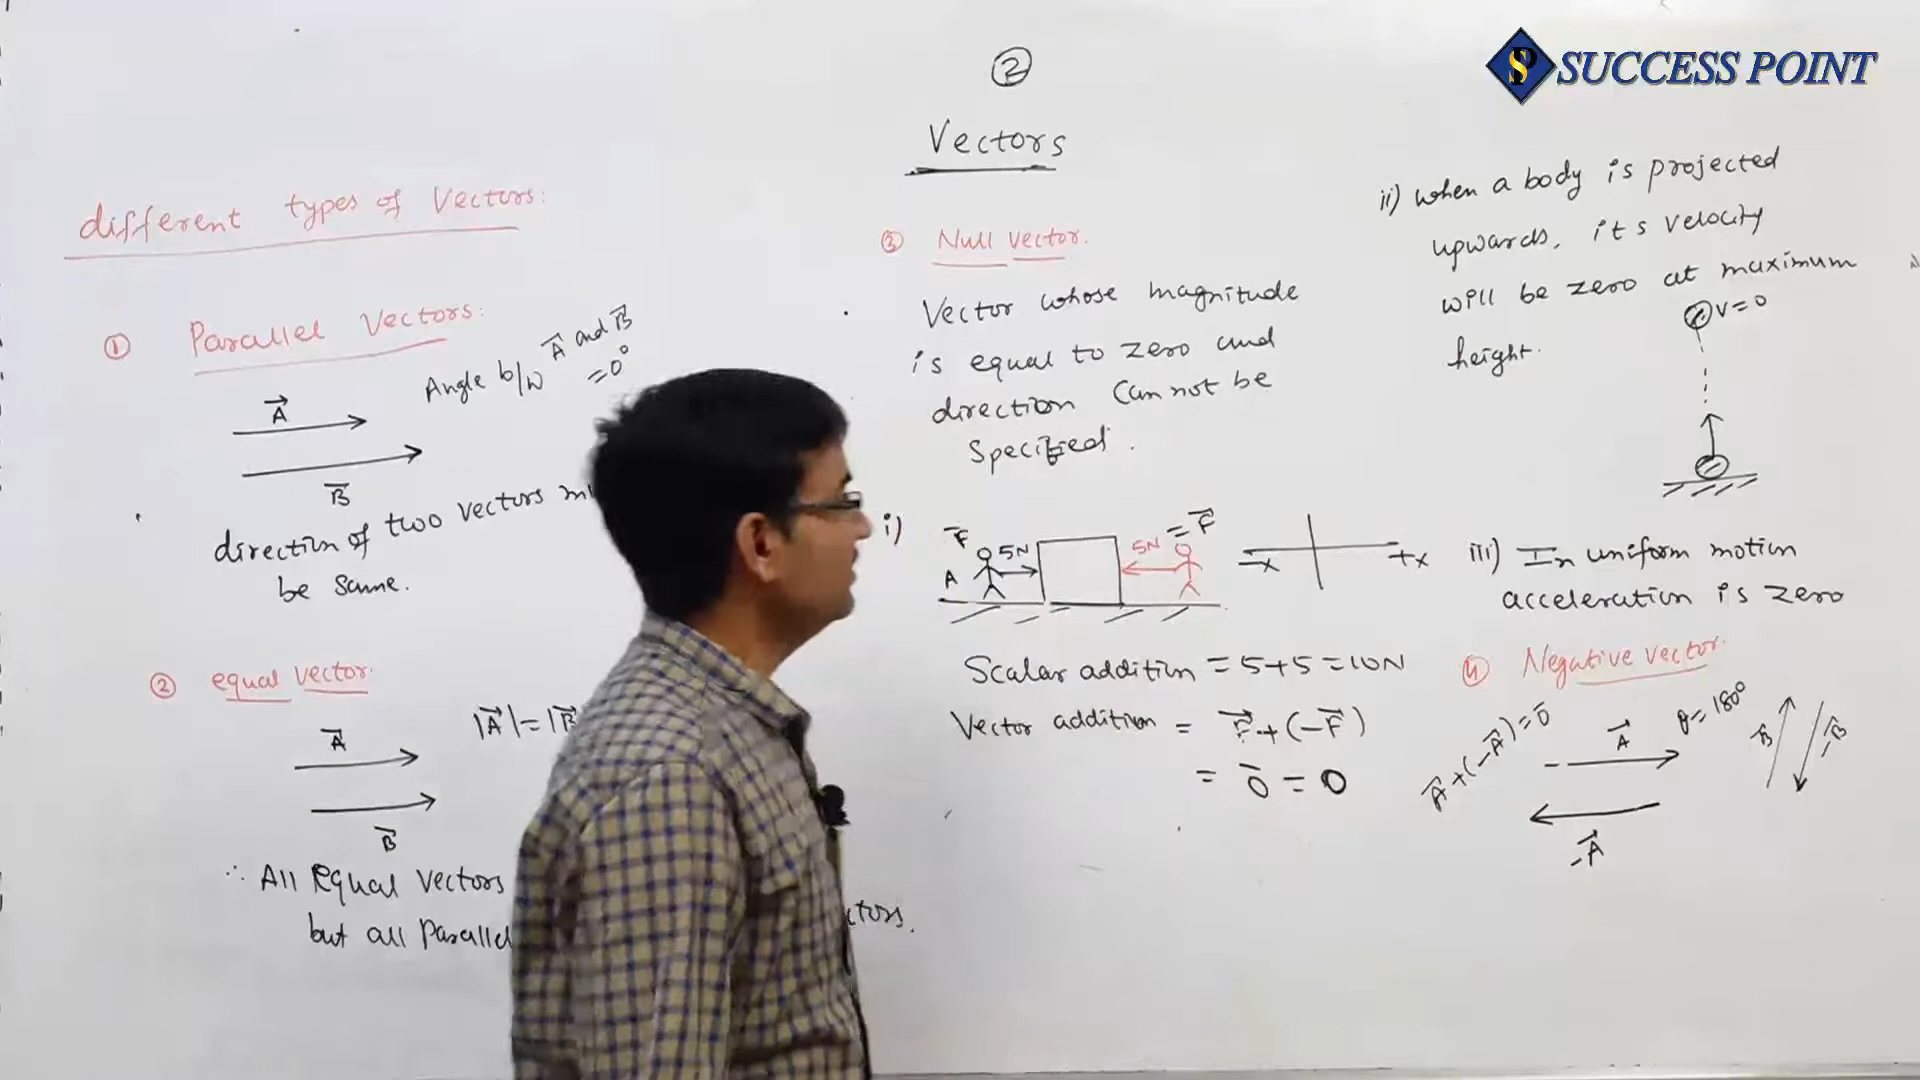 SUCCESS POINT
②
Vectors
different types of Vectors:
① Parallel Vectors:
Angle b/w A⃗ and B⃗
=0°
A⃗
B⃗
direction of two vectors
be same.
② equal vector.
|A⃗|=|B⃗
A⃗
B⃗
∴ All Equal vectors
but all Parallel
③ Null vector.
Vector whose magnitude
is equal to zero and
direction Can not be
Specified.
i)
F⃗ 5N 5N =F⃗
A
-x +x
Scalar addition = 5+5=10N
Vector addition = F⃗+(-F⃗)
= 0̄ = 0
ii) When a body is projected
upwards, its velocity
will be zero at maximum
height.
V=0
iii) In uniform motion
acceleration is zero
④ Negative vector.
A⃗+(-A⃗)=0̄
A⃗
θ=180°
B⃗
-B⃗
-A⃗